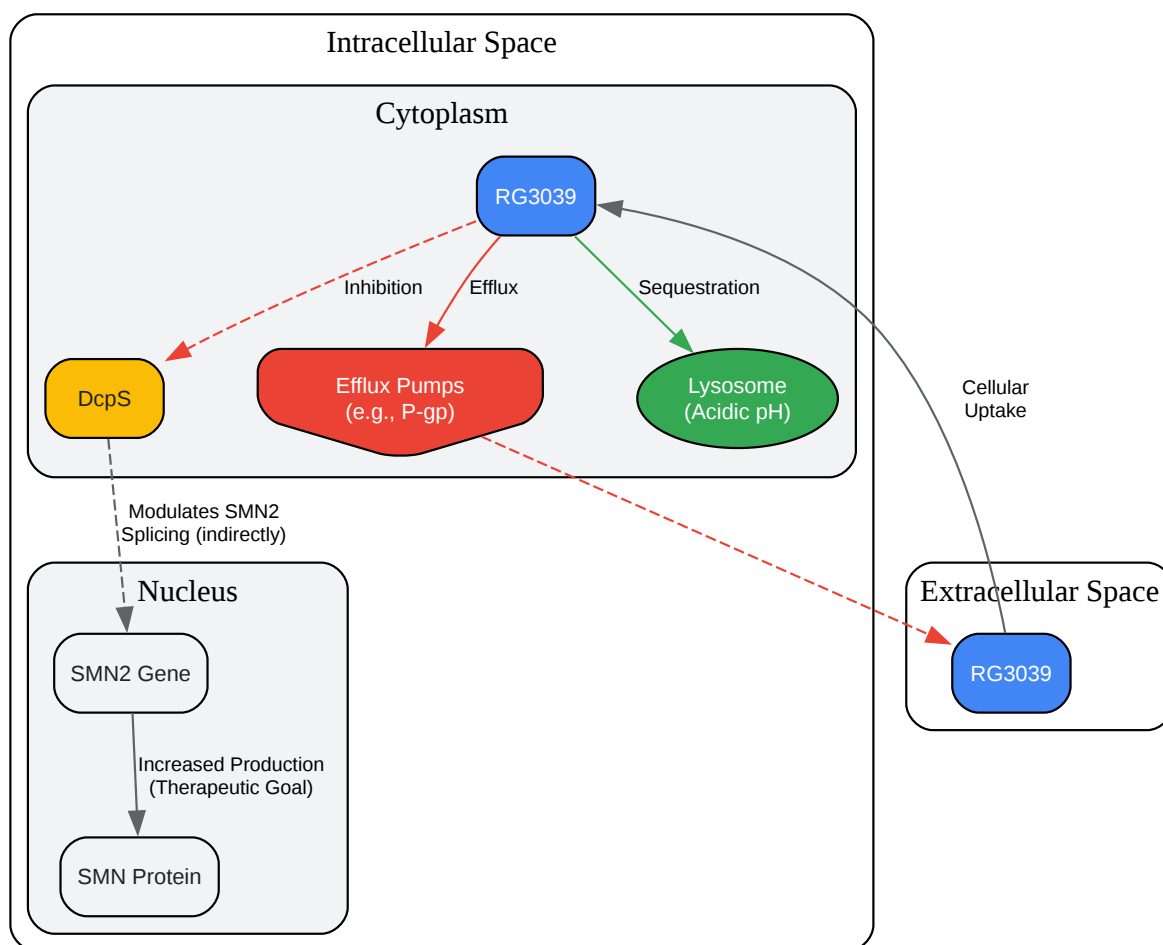 Intracellular Space
Cytoplasm
RG3039
Inhibition
Efflux
Sequestration
DcpS
Efflux Pumps
(e.g., P-gp)
Lysosome
(Acidic pH)
Cellular
Uptake
Modulates SMN2
Splicing (indirectly)
Nucleus
Extracellular Space
SMN2 Gene
RG3039
Increased Production
(Therapeutic Goal)
SMN Protein